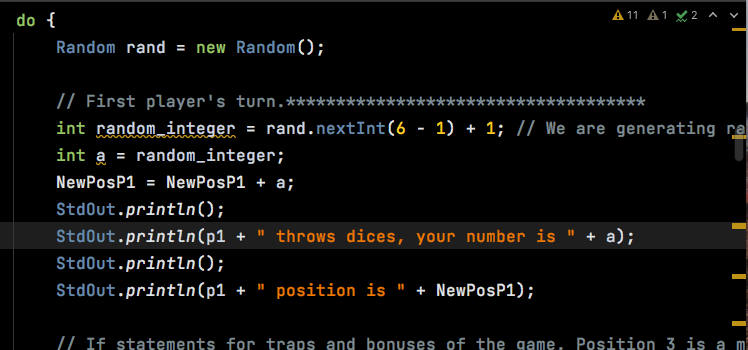 do {
⚠ 11 ⚠ 1 ✓ 2 ^ v
Random rand = new Random();
// First player's turn.************************************
int random_integer = rand.nextInt(6 - 1) + 1; // We are generating
int a = random_integer;
NewPosP1 = NewPosP1 + a;
StdOut.println();
StdOut.println(p1 + " throws dices, your number is " + a);
StdOut.println();
StdOut.println(p1 + " position is " + NewPosP1);
// If statements for traps and bonuses of the game. Position 3 is a